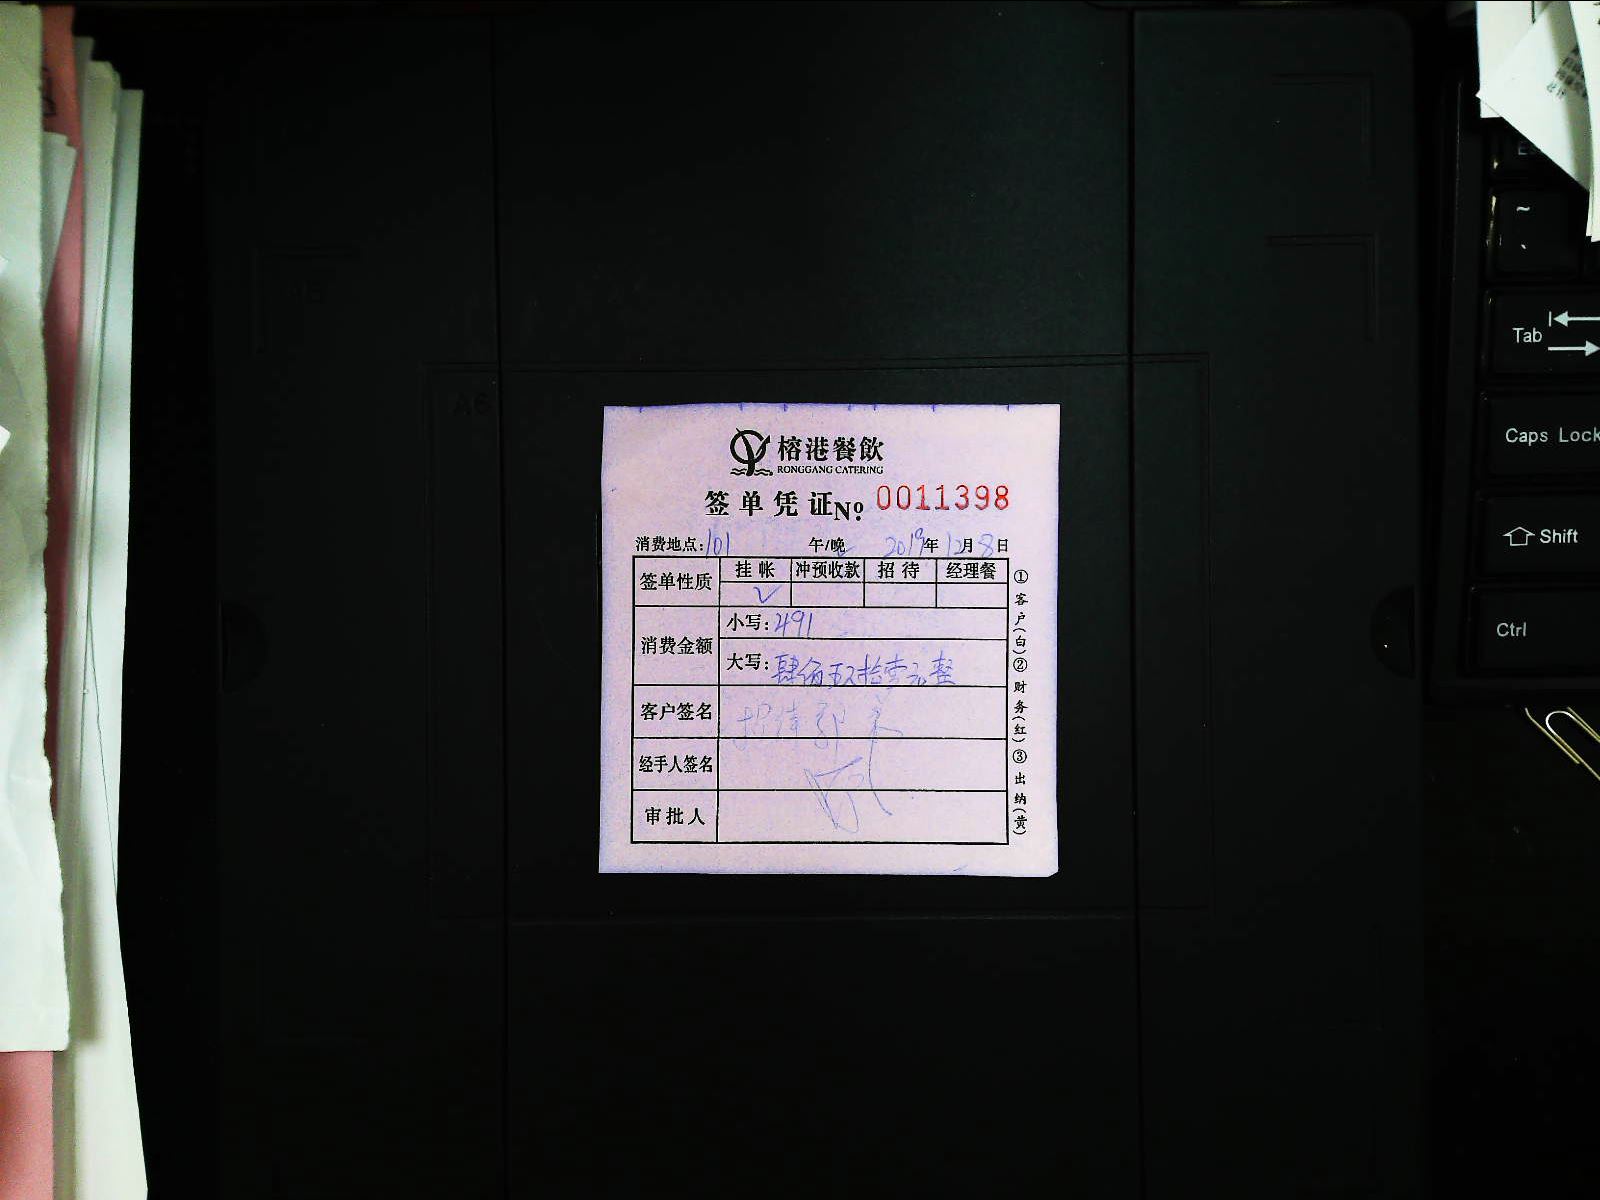 榕港餐飲
RONGGANG CATERING
签单凭证 Nº 0011398
消费地点:101 午/晚 2019年12月8日
签单性质 挂帐 冲预收款 招待 经理餐
✓
消费金额 小写:491
大写:肆佰玖拾壹元整
客户签名 招待
经手人签名
审批人
①客户(白)②财务(红)③出纳(黄)
A6
~
`
Tab
Caps Lock
Shift
Ctrl